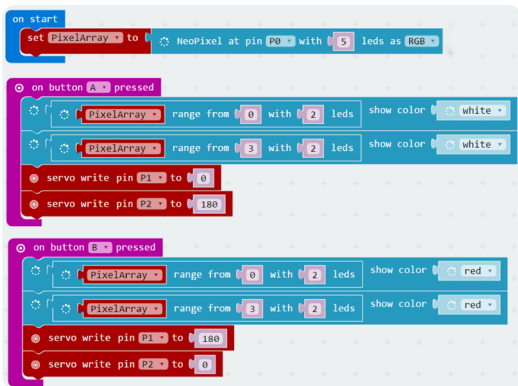 on start
set PixelArray to NeoPixel at pin P0 with 5 leds as RGB
on button A pressed
PixelArray range from 0 with 2 leds show color white
PixelArray range from 3 with 2 leds show color white
servo write pin P1 to 0
servo write pin P2 to 180
on button B pressed
PixelArray range from 0 with 2 leds show color red
PixelArray range from 3 with 2 leds show color red
servo write pin P1 to 180
servo write pin P2 to 0